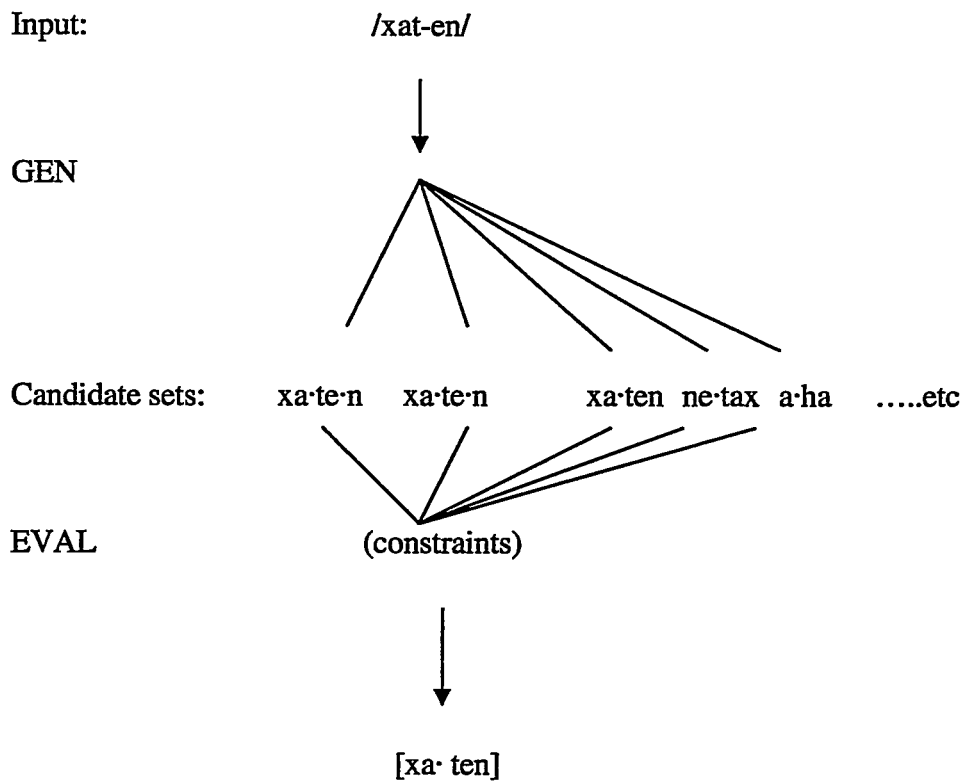 Input: /xat-en/
GEN
Candidate sets: xa·te·n xa·te·n xa·ten ne·tax a·ha …..etc
EVAL (constraints)
[xa· ten]